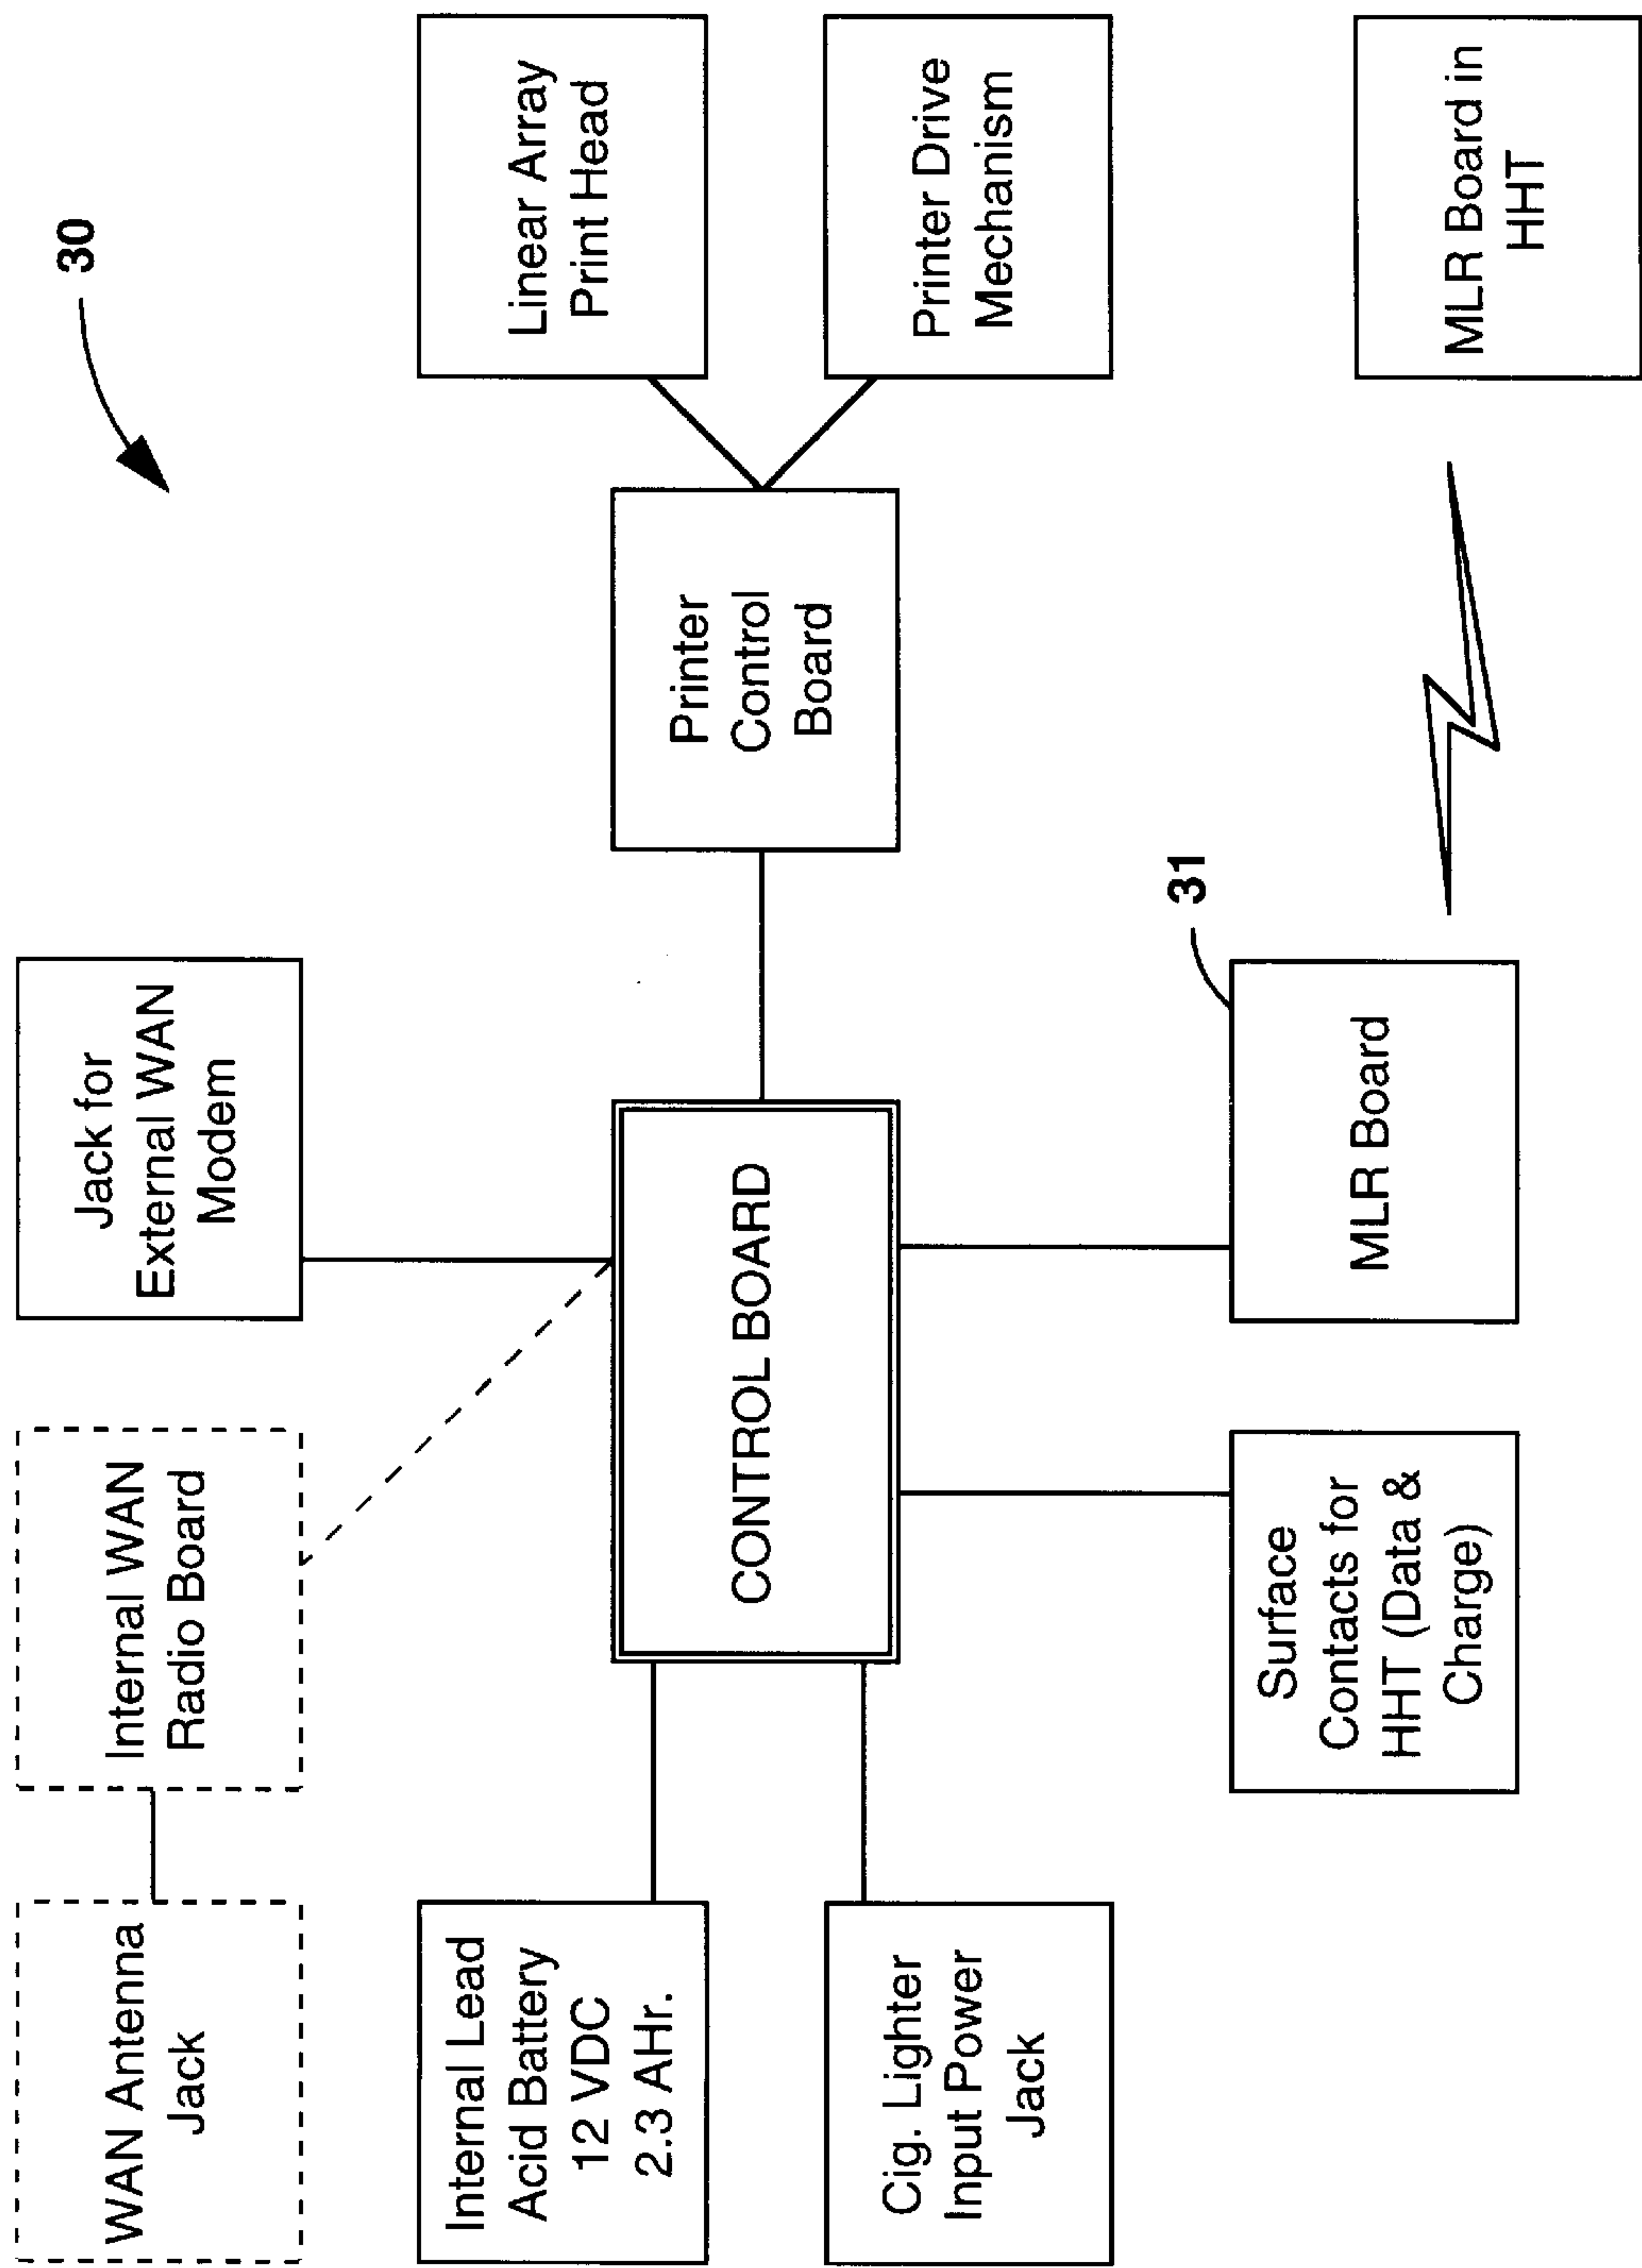 30
WAN Antenna
Jack
Internal WAN
Radio Board
Jack for
External WAN
Modem
Internal Lead
Acid Battery
12 VDC
2.3 AHr.
Linear Array
Print Head
Printer
Control
Board
CONTROL BOARD
Cig. Lighter
Input Power
Jack
Printer Drive
Mechanism
Surface
Contacts for
HHT (Data &
Charge)
31
MLR Board
MLR Board in
HHT